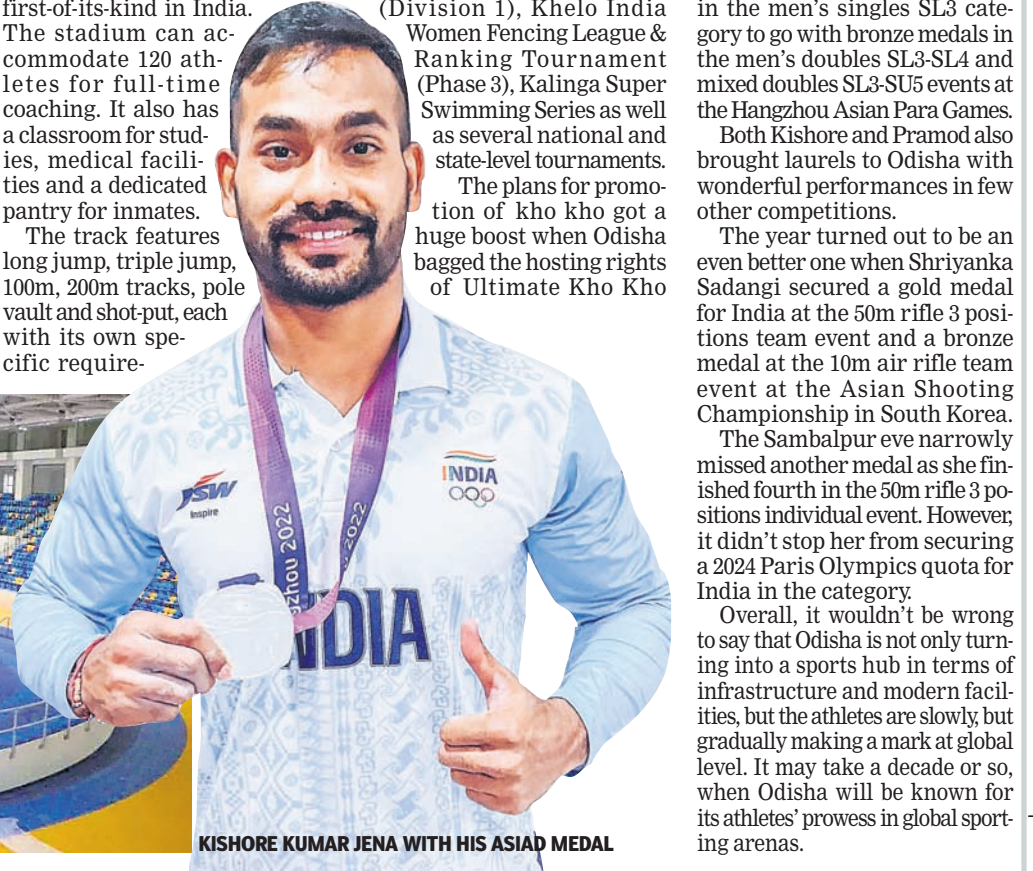 first-of-its-kind in India.
The stadium can ac-
commodate 120 ath-
letes for full-time
coaching. It also has
a classroom for stud-
ies, medical facili-
ties and a dedicated
pantry for inmates.
The track features
long jump, triple jump,
100m, 200m tracks, pole
vault and shot-put, each
with its own spe-
cific require-
(Division 1), Khelo India
Women Fencing League &
Ranking Tournament
(Phase 3), Kalinga Super
Swimming Series as well
as several national and
state-level tournaments.
The plans for promo-
tion of kho kho got a
huge boost when Odisha
bagged the hosting rights
of Ultimate Kho Kho
JSW
Inspire
INDIA
gzhou 2022
2022
INDIA
KISHORE KUMAR JENA WITH HIS ASIAD MEDAL
in the men's singles SL3 cate-
gory to go with bronze medals in
the men's doubles SL3-SL4 and
mixed doubles SL3-SU5 events at
the Hangzhou Asian Para Games.
Both Kishore and Pramod also
brought laurels to Odisha with
wonderful performances in few
other competitions.
The year turned out to be an
even better one when Shriyanka
Sadangi secured a gold medal
for India at the 50m rifle 3 posi-
tions team event and a bronze
medal at the 10m air rifle team
event at the Asian Shooting
Championship in South Korea.
The Sambalpur eve narrowly
missed another medal as she fin-
ished fourth in the 50m rifle 3 po-
sitions individual event. However,
it didn't stop her from securing
a 2024 Paris Olympics quota for
India in the category.
Overall, it wouldn't be wrong
to say that Odisha is not only turn-
ing into a sports hub in terms of
infrastructure and modern facil-
ities, but the athletes are slowly, but
gradually making a mark at global
level. It may take a decade or so,
when Odisha will be known for
its athletes' prowess in global sport-
ing arenas.